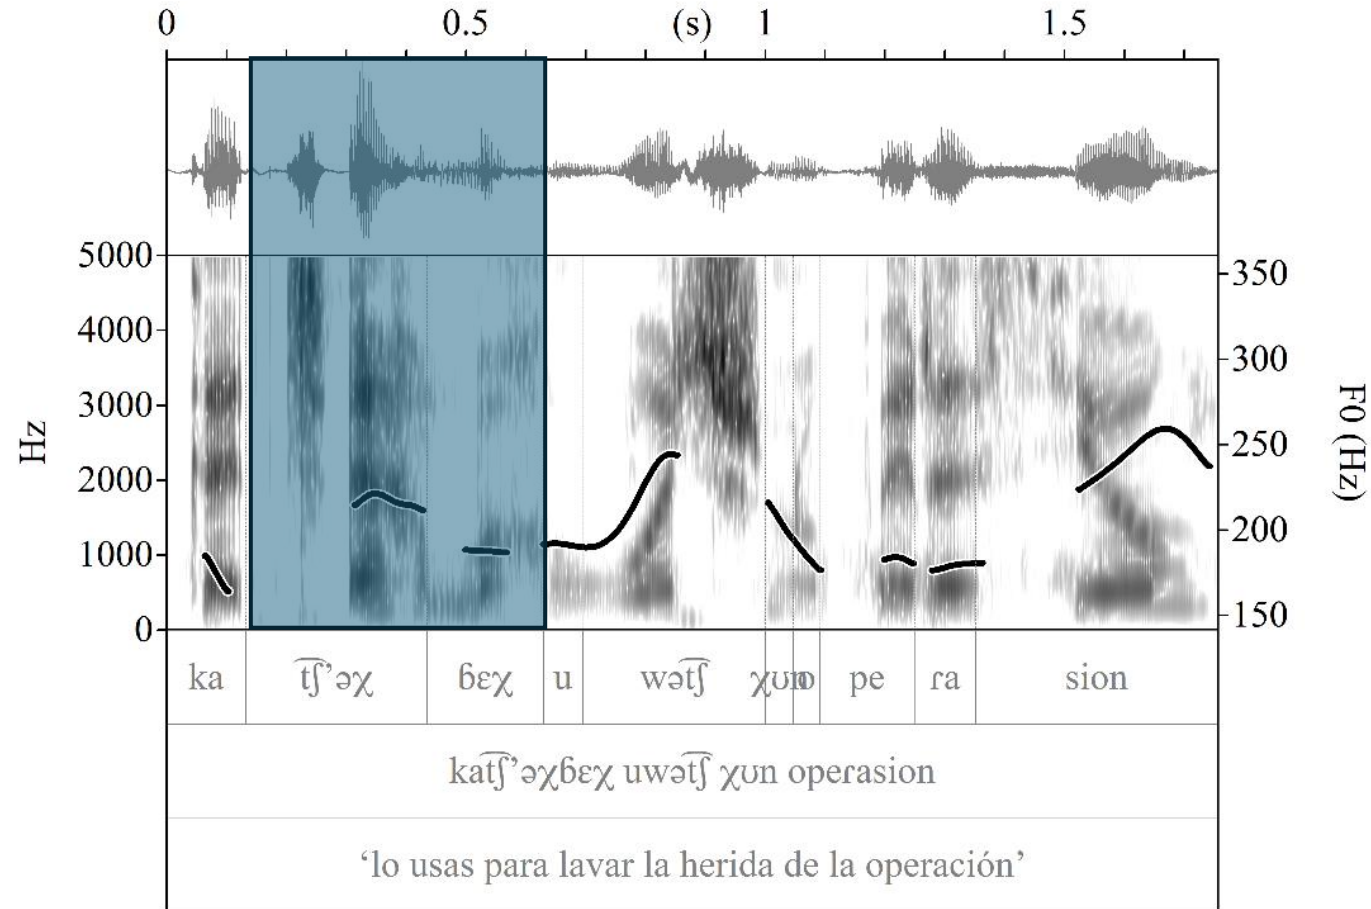 0 0.5 (s) 1 1.5
5000 350
4000
300
3000
Hz 250 F0 (Hz)
2000
200
1000
150
0
ka t͡ʃ’əχ ɓɛχ u wət͡ʃ χʊn o pe ɾa sion
kat͡ʃ’əχɓɛχ uwət͡ʃ χʊn opeɾasion
‘lo usas para lavar la herida de la operación’